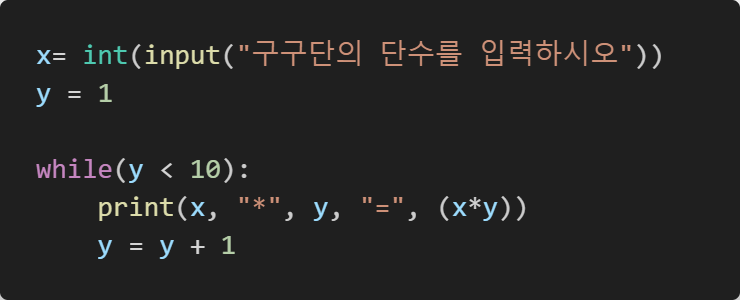 x= int(input("구구단의 단수를 입력하시오"))
y = 1
while(y < 10):
    print(x, "*", y, "=", (x*y))
    y = y + 1